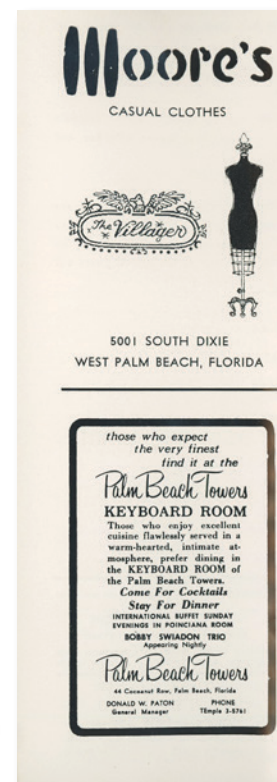 Moore's
CASUAL CLOTHES
The Villager
5001 SOUTH DIXIE
WEST PALM BEACH, FLORIDA
those who expect
the very finest
find it at the
Palm Beach Towers
KEYBOARD ROOM
Those who enjoy excellent
cuisine flawlessly served in a
warm-hearted, intimate at-
mosphere, prefer dining in
the KEYBOARD ROOM of
the Palm Beach Towers.
Come For Cocktails
Stay For Dinner
INTERNATIONAL BUFFET SUNDAY
EVENINGS IN POINCIANA ROOM
BOBBY SWIADON TRIO
Appearing Nightly
Palm Beach Towers
44 Cocoanut Row, Palm Beach, Florida
DONALD W. PATON PHONE
General Manager TEmple 3-5761